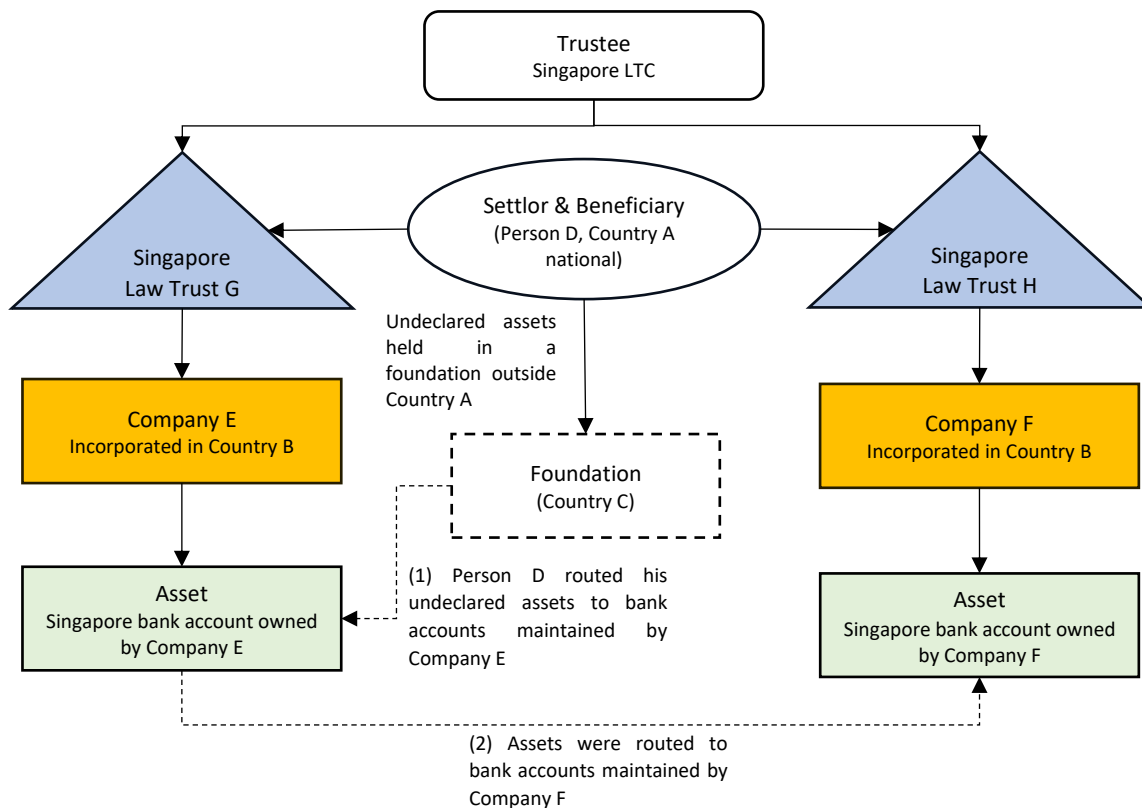 Trustee
Singapore LTC
Settlor & Beneficiary
(Person D, Country A
national)
Singapore
Law Trust G
Singapore
Law Trust H
Undeclared assets
held in a
foundation outside
Country A
Company E
Incorporated in Country B
Company F
Incorporated in Country B
Foundation
(Country C)
(1) Person D routed his
undeclared assets to bank
accounts maintained by
Company E
Asset
Singapore bank account owned
by Company E
Asset
Singapore bank account owned
by Company F
(2) Assets were routed to
bank accounts maintained by
Company F